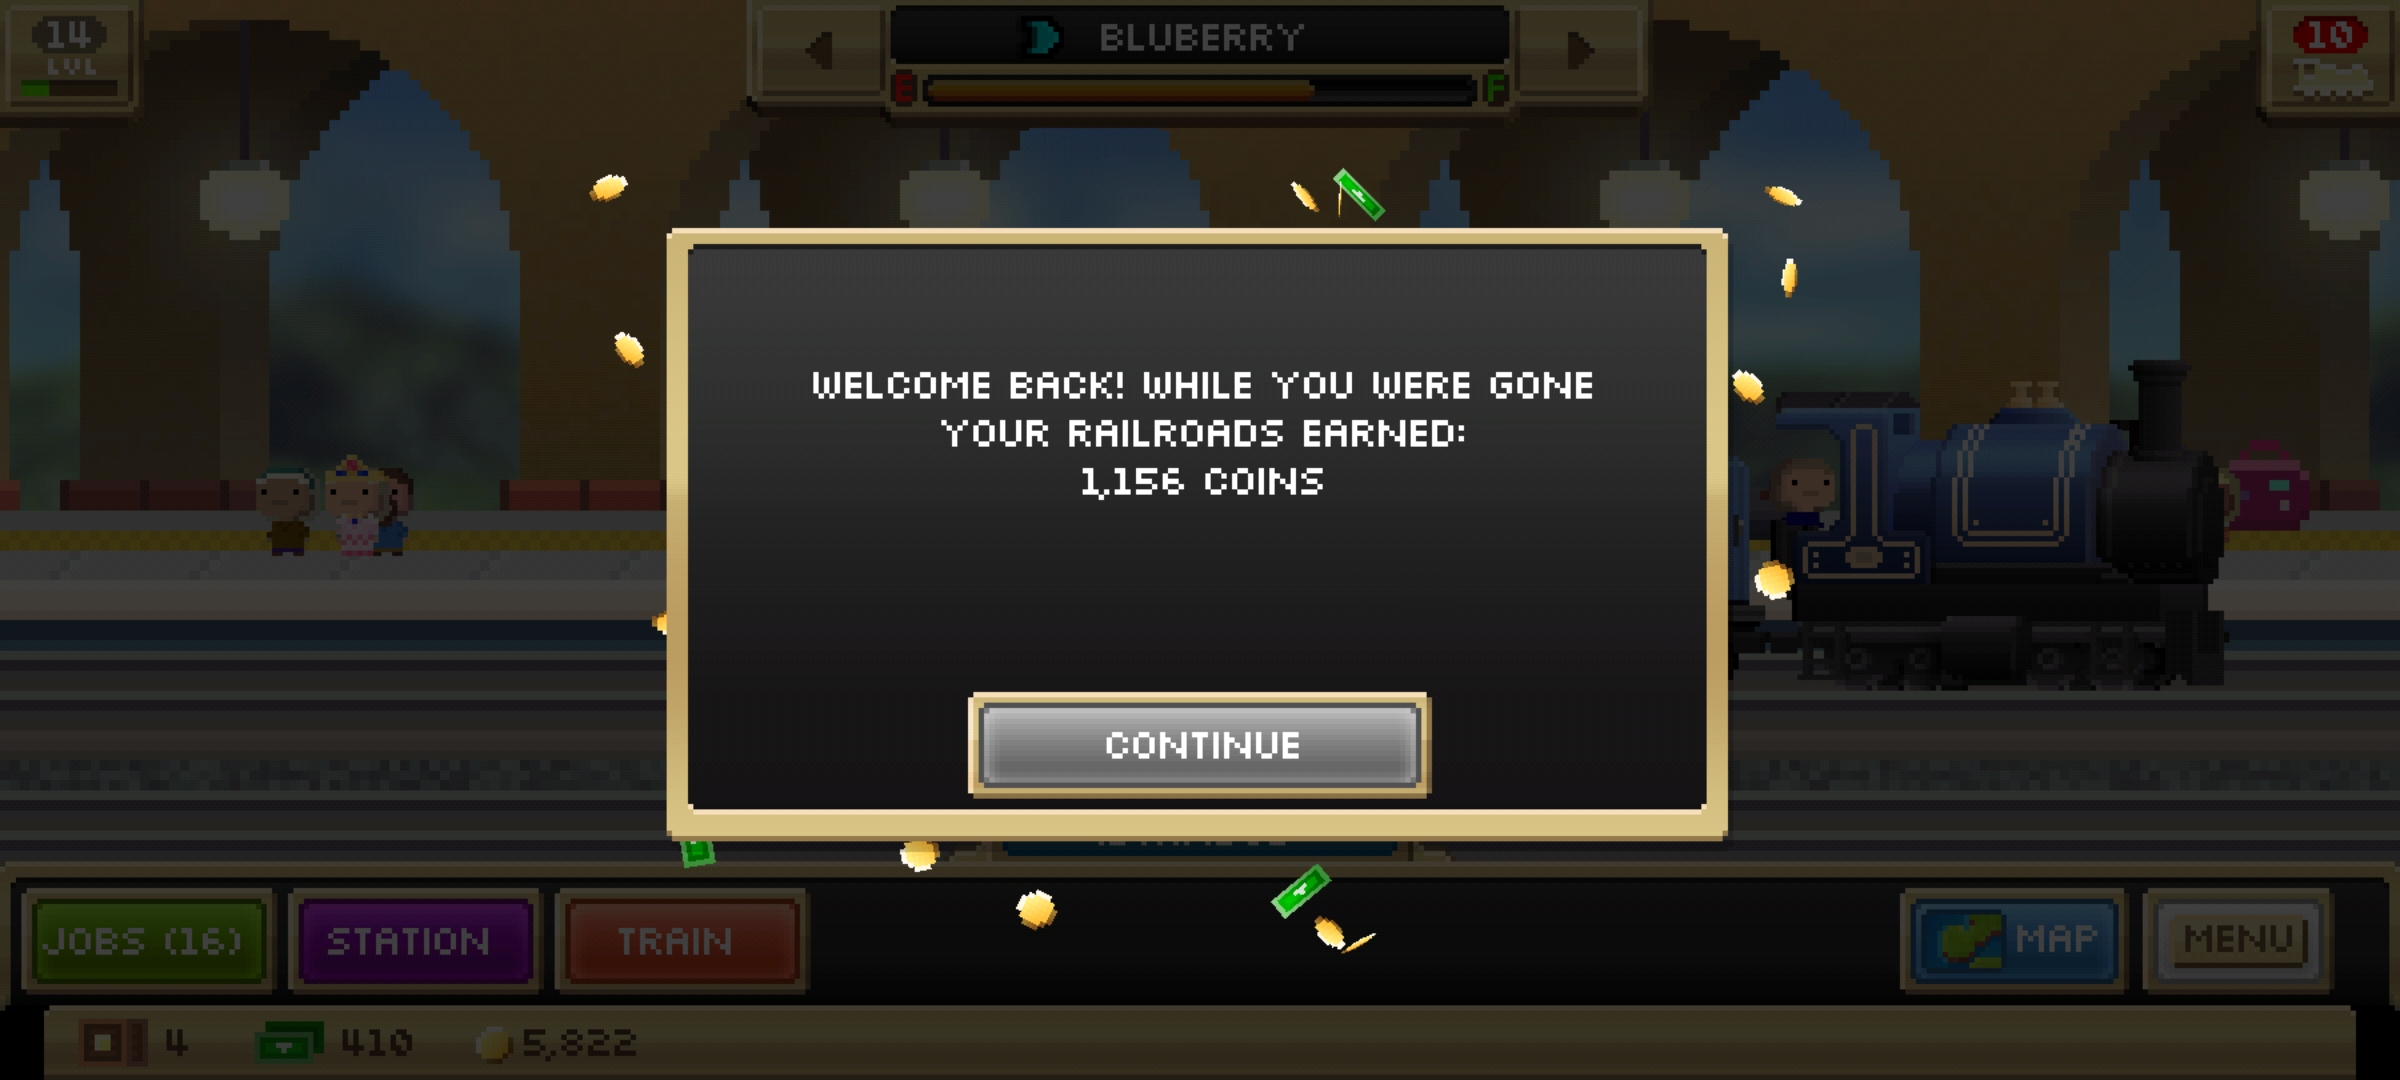 14
LVL
BLUBERRY
E
F
10
WELCOME BACK! WHILE YOU WERE GONE
YOUR RAILROADS EARNED:
1,156 COINS
CONTINUE
JOBS (16)
STATION
TRAIN
MAP
MENU
4
410
5,822